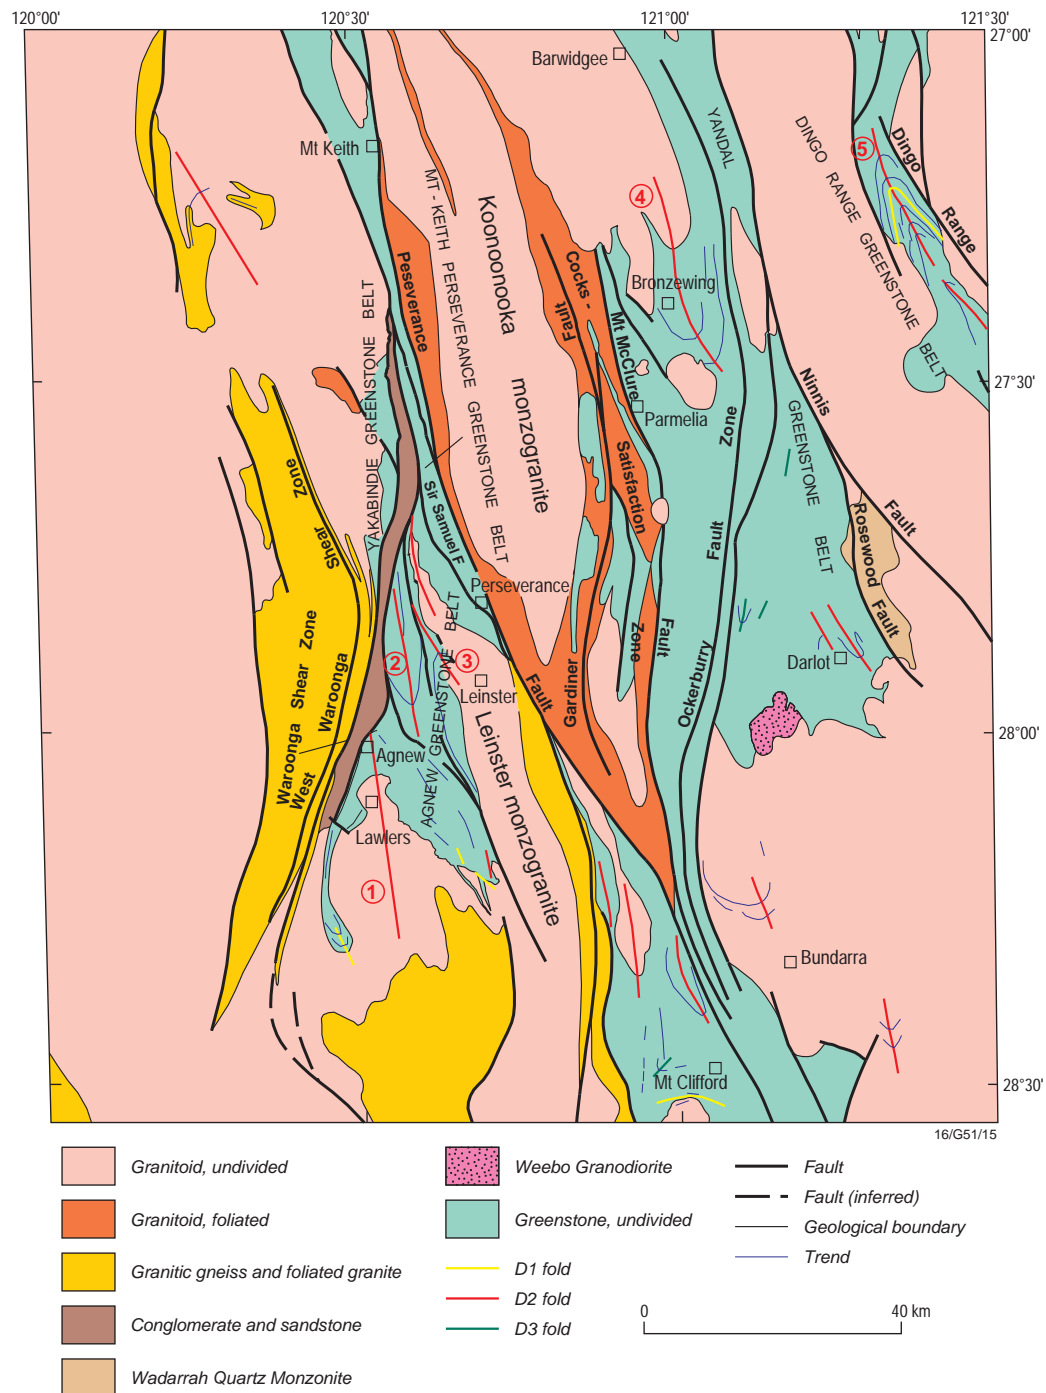 120°00'
120°30'
121°00'
121°30'
27°00'
Barwidgee
Mt Keith
YANDAL
DINGO RANGE GREENSTONE BELT
Dingo
Range
5
4
MT - KEITH PERSEVERANCE GREENSTONE BELT
Koonoonooka
monzogranite
Peseverance
Cocks -
Fault
Bronzewing
Mt McClure
Parmelia
YAKABINDIE GREENSTONE BELT
27°30'
Ninnis
Fault
Zone
Fault
GREENSTONE
BELT
Satisfaction
Zone
Fault
Rosewood
Fault
Sir Samuel F
Perseverance
Zone
Shear
Waroonga Shear Zone
Waroonga
West
2
3
Leinster
Fault
Gardiner
Ockerburry
Darlot
28°00'
Agnew
AGNEW GREENSTONE BELT
Leinster monzogranite
Lawlers
1
Bundarra
Mt Clifford
28°30'
16/G51/15
Granitoid, undivided
Granitoid, foliated
Granitic gneiss and foliated granite
Conglomerate and sandstone
Wadarrah Quartz Monzonite
Weebo Granodiorite
Greenstone, undivided
D1 fold
D2 fold
D3 fold
Fault
Fault (inferred)
Geological boundary
Trend
0
40 km